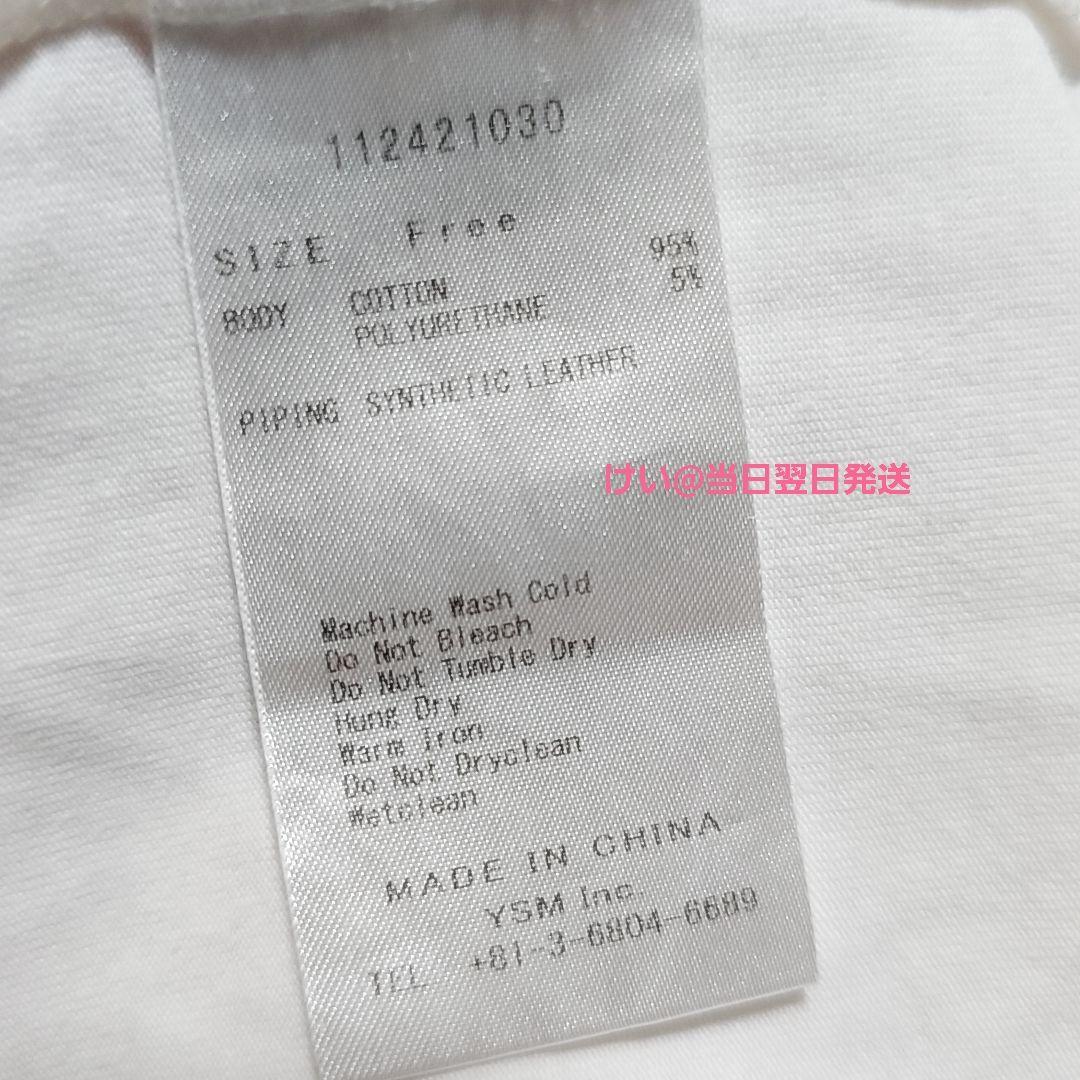 112421030
SIZE Free
BODY COTTON 95%
POLYURETHANE 5%
PIPING SYNTHETIC LEATHER
けい@当日翌日発送
Machine Wash Cold
Do Not Bleach
Do Not Tumble Dry
Hung Dry
Warm Iron
Do Not Dryclean
Wetclean
MADE IN CHINA
YSM Inc.
TEL +81-3-6804-6689